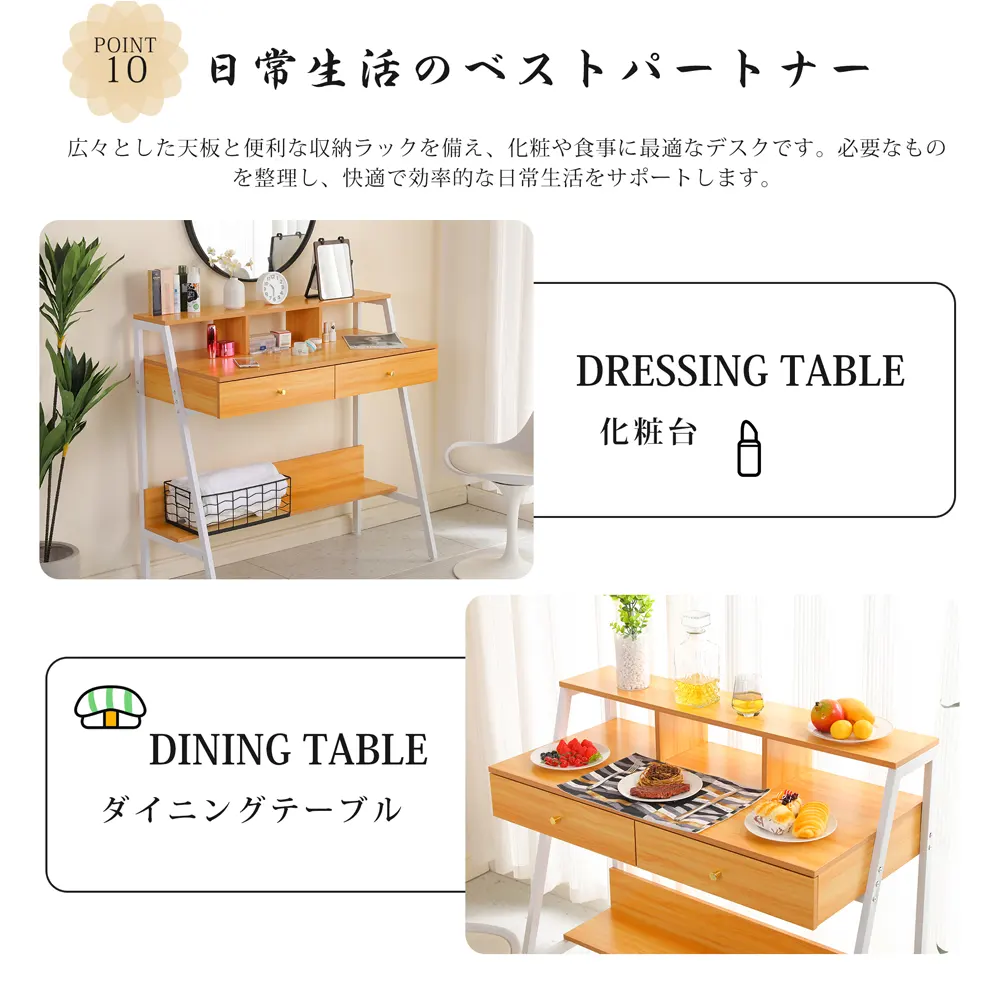 POINT
10
日常生活のベストパートナー
広々とした天板と便利な収納ラックを備え、化粧や食事に最適なデスクです。必要なもの
を整理し、快適で効率的な日常生活をサポートします。
DRESSING TABLE
化粧台
DINING TABLE
ダイニングテーブル